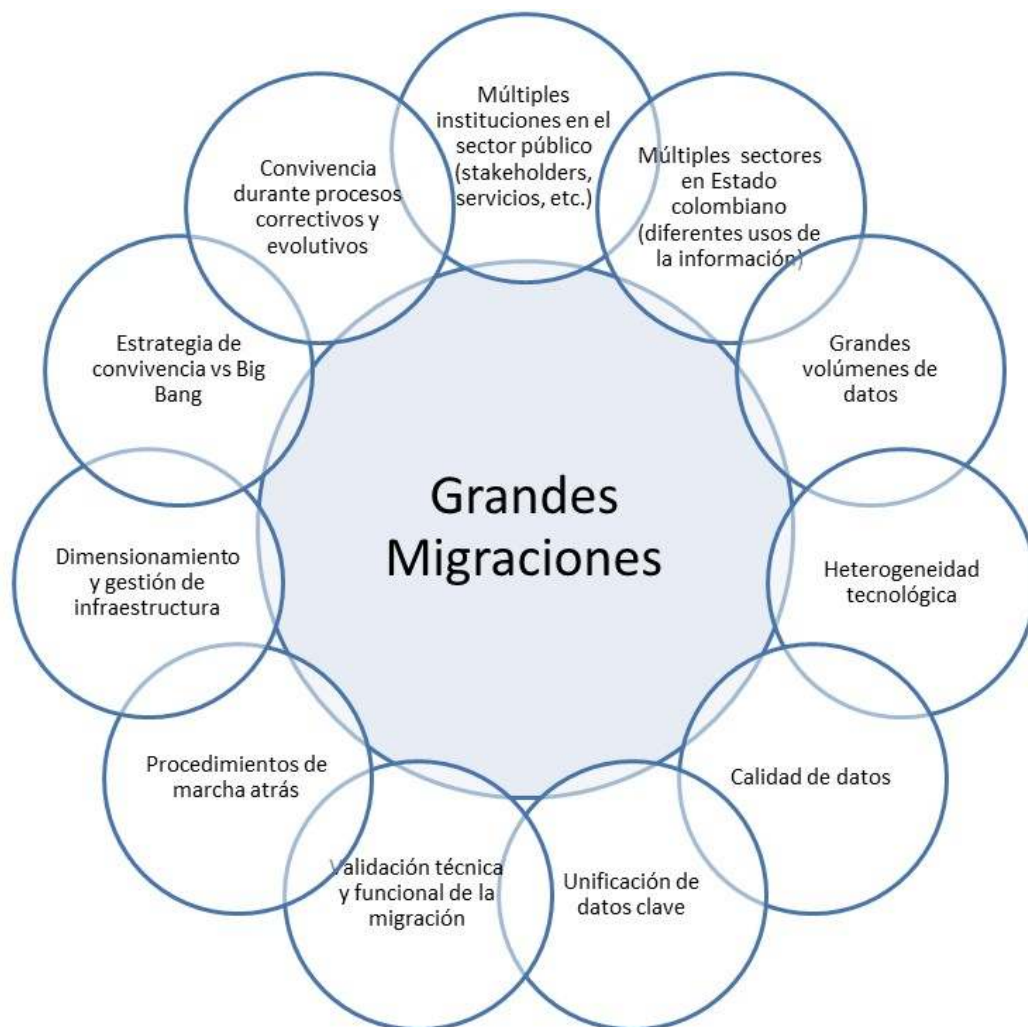 Múltiples
instituciones en el
sector público
(stakeholders,
servicios, etc.)
Múltiples sectores
en Estado
colombiano
(diferentes usos de
la información)
Grandes
volúmenes de
datos
Heterogeneidad
tecnológica
Calidad de datos
Unificación de
datos clave
Validación técnica
y funcional de la
migración
Procedimientos de
marcha atrás
Dimensionamiento
y gestión de
infraestructura
Estrategia de
convivencia vs Big
Bang
Convivencia
durante procesos
correctivos y
evolutivos
Grandes
Migraciones